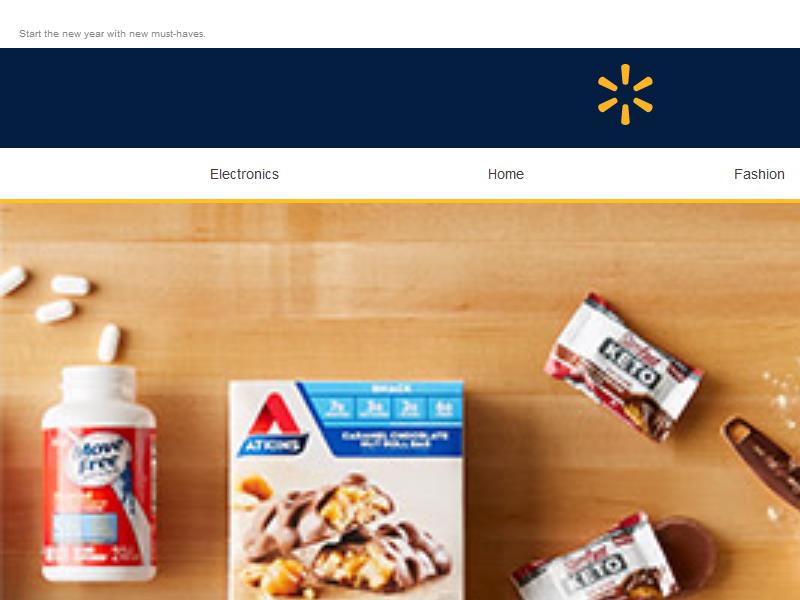 Start the new year with new must-haves.
Electronics
Home
Fashion
Move
Free
SNACK
ATKINS
CARAMEL CHOCOLATE
NUT ROLL BAR
KETO
KETO